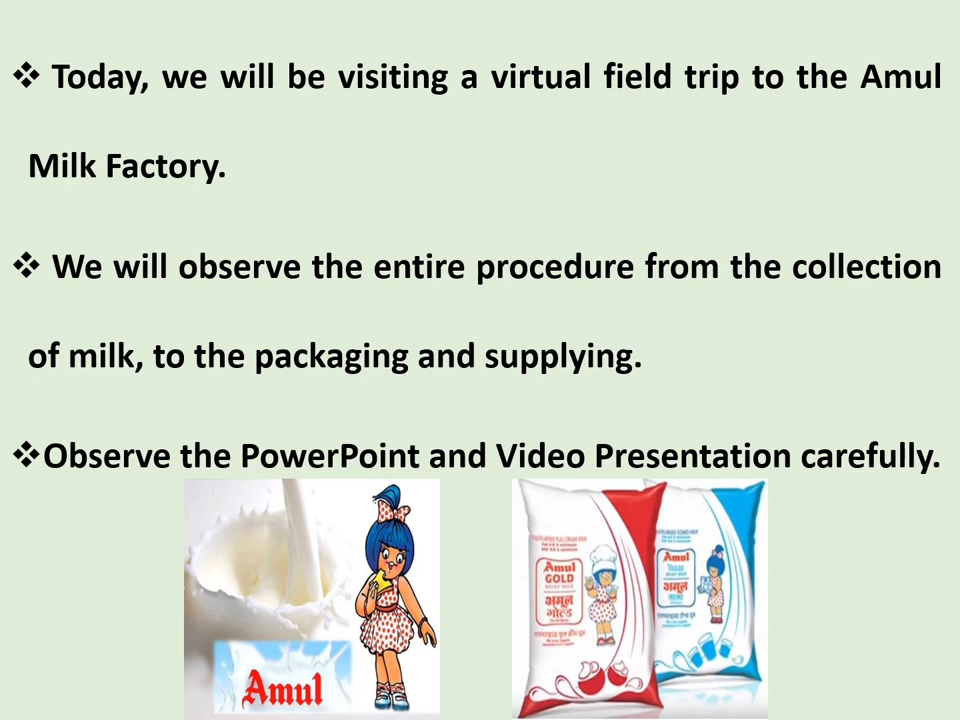 ❖ Today, we will be visiting a virtual field trip to the Amul
Milk Factory.
❖ We will observe the entire procedure from the collection
of milk, to the packaging and supplying.
❖Observe the PowerPoint and Video Presentation carefully.
Amul
Amul
GOLD
अमूल
गोल्ड
Amul
Taaza
अमूल
ताज़ा